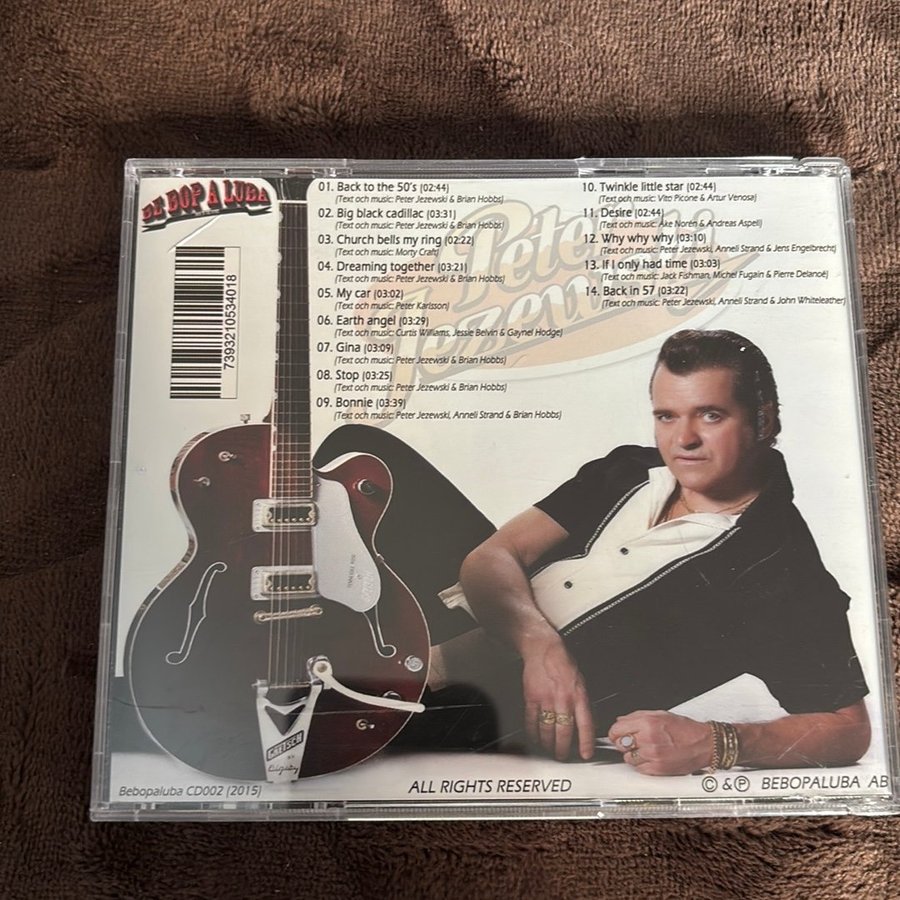 BE BOP A LUBA
7393210534018
01. Back to the 50's (02:44)
(Text och music: Peter Jezewski & Brian Hobbs)
02. Big black cadillac (03:31)
(Text och music: Peter Jezewski & Brian Hobbs)
03. Church bells my ring (02:22)
(Text och music: Morty Craft)
04. Dreaming together (03:21)
(Text och music: Peter Jezewski & Brian Hobbs)
05. My car (03:02)
(Text och music: Peter Karlsson)
06. Earth angel (03:29)
(Text och music: Curtis Williams, Jessie Belvin & Gaynel Hodge)
07. Gina (03:09)
(Text och music: Peter Jezewski & Brian Hobbs)
08. Stop (03:25)
(Text och music: Peter Jezewski & Brian Hobbs)
09. Bonnie (03:39)
(Text och music: Peter Jezewski, Anneli Strand & Brian Hobbs)
10. Twinkle little star (02:44)
(Text och music: Vito Picone & Artur Venosa)
11. Desire (02:44)
(Text och music: Åke Norén & Andreas Aspell)
12. Why why why (03:10)
(Text och music: Peter Jezewski, Anneli Strand & Jens Engelbrecht)
13. If I only had time (03:03)
(Text och music: Jack Fishman, Michel Fugain & Pierre Delanoë)
14. Back in 57 (03:22)
(Text och music: Peter Jezewski, Anneli Strand & John Whiteleather)
Peter
Jezewski
GRETSCH
BY
Bigsby
Bebopaluba CD002 (2015)
ALL RIGHTS RESERVED
© & ℗ BEBOPALUBA AB